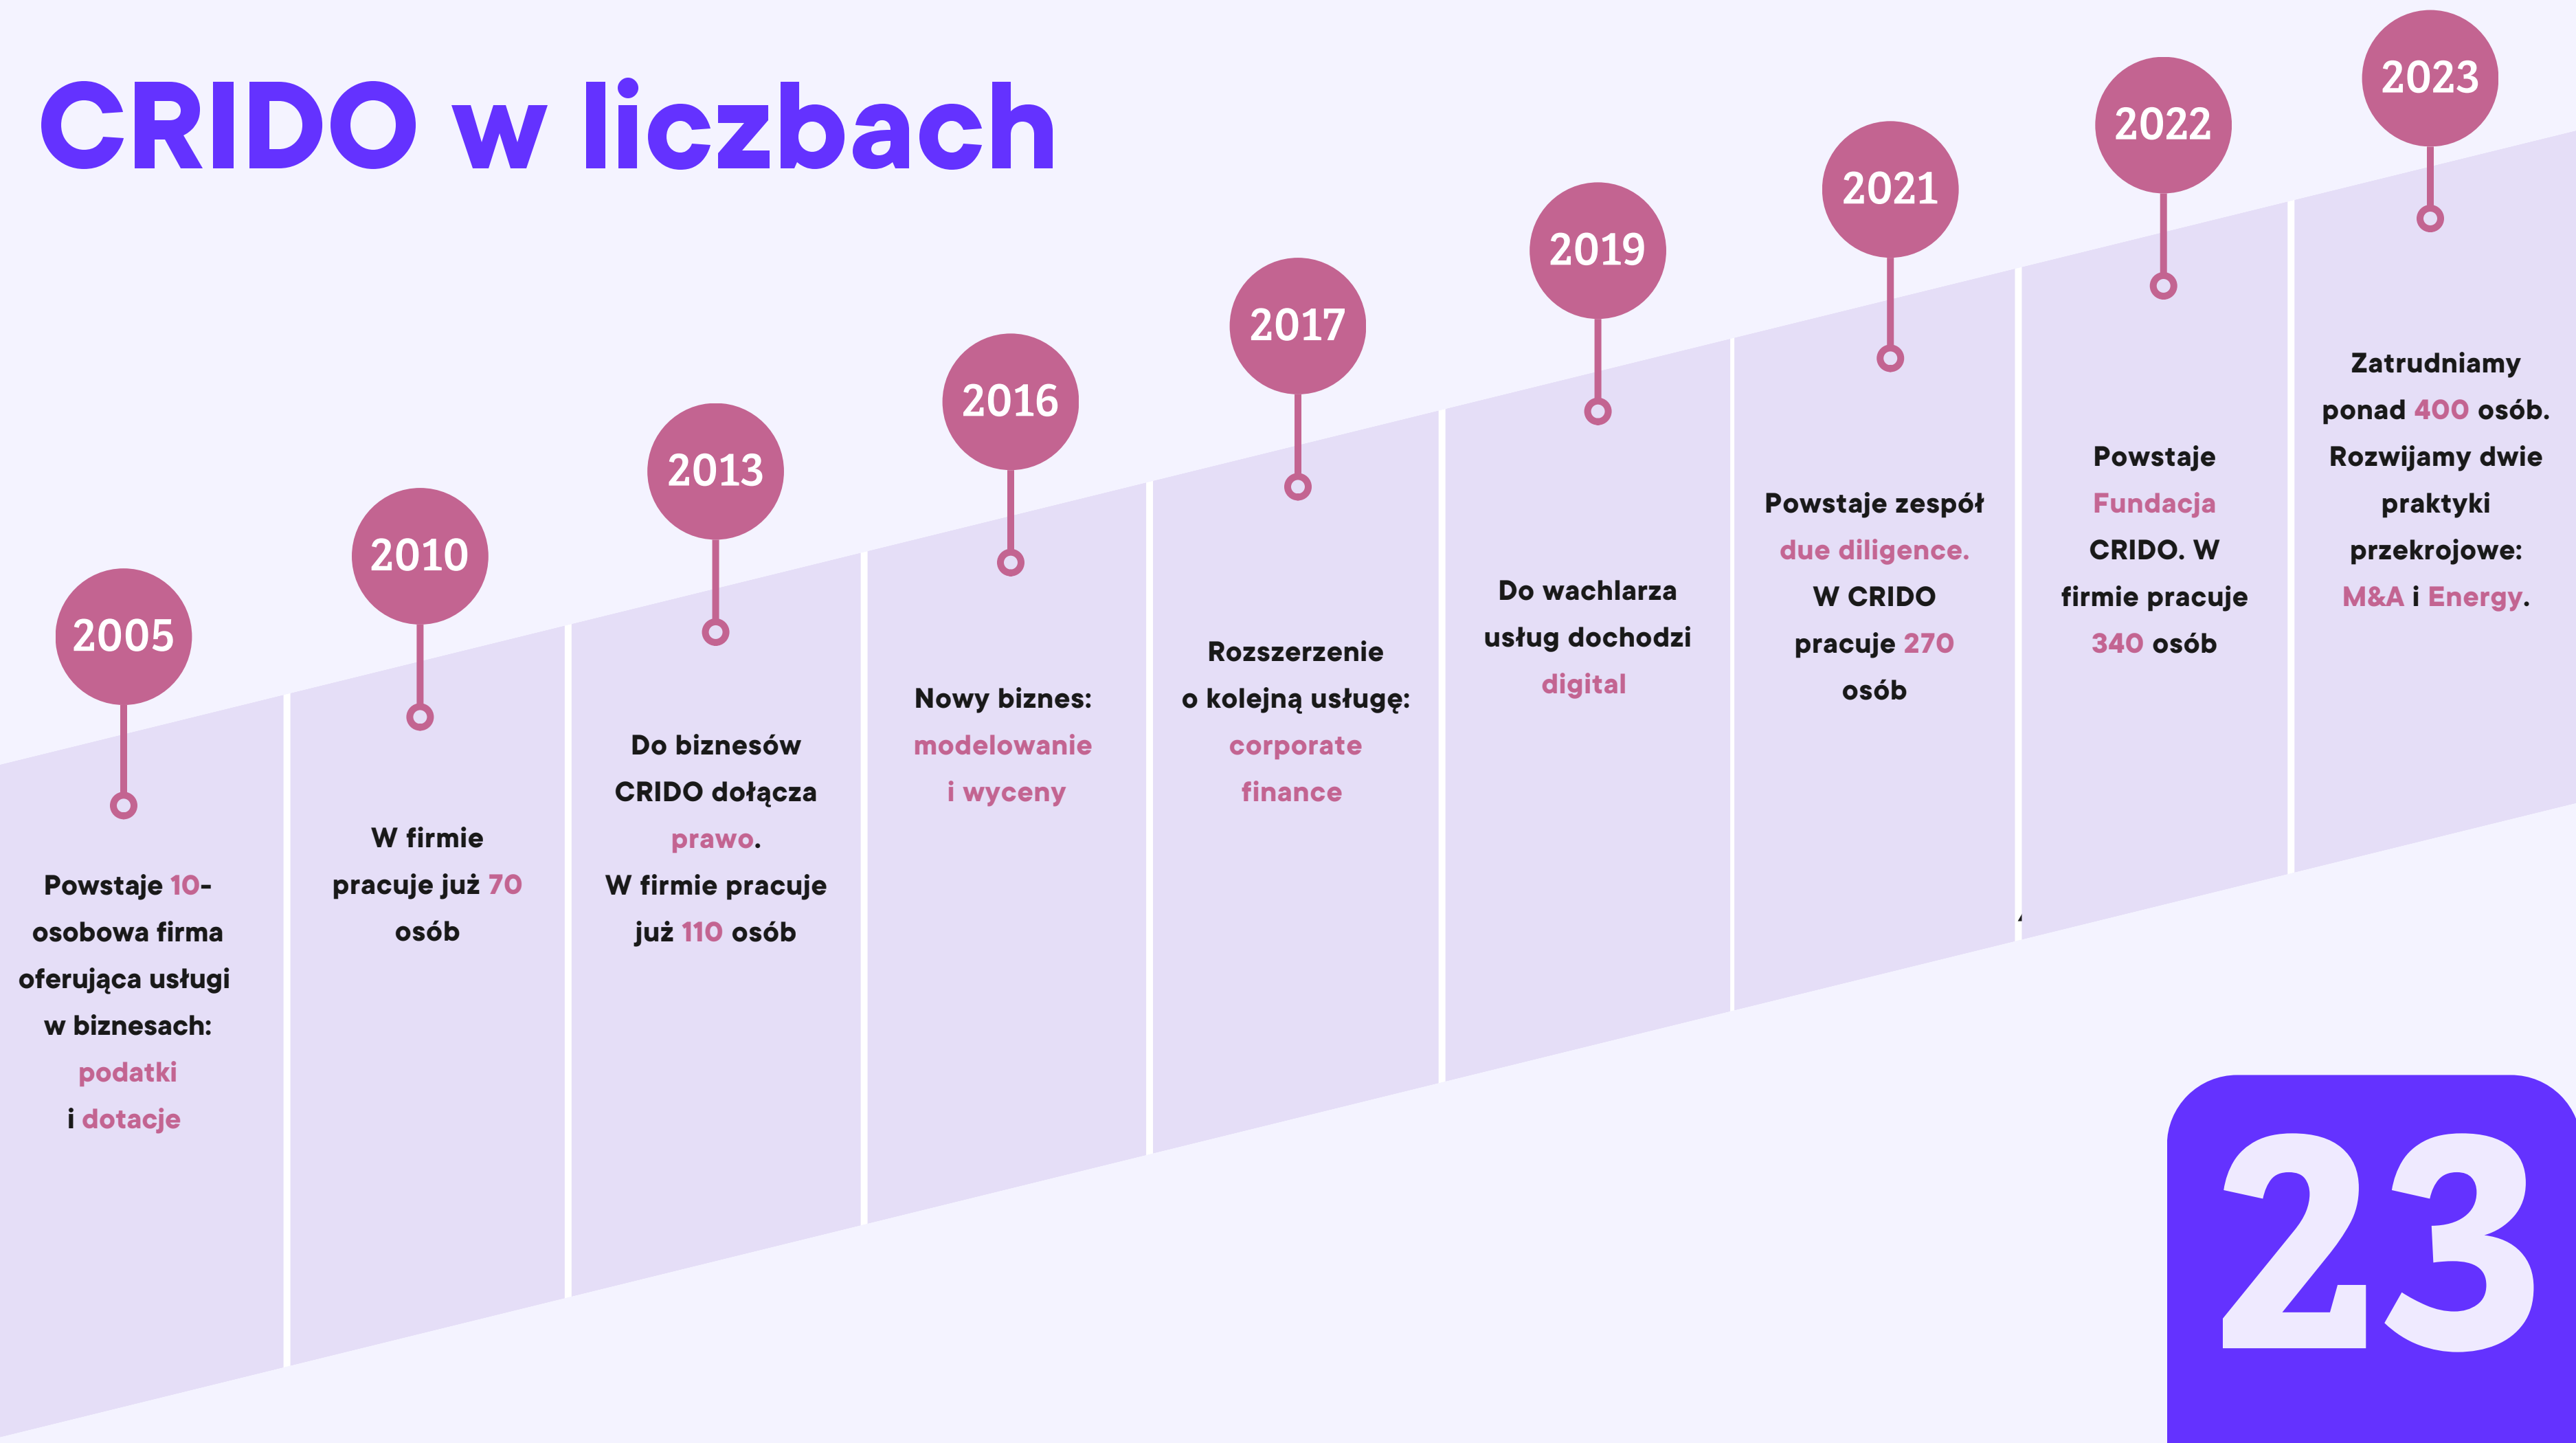 CRIDO w liczbach
2005
Powstaje 10-
osobowa firma
oferująca usługi
w biznesach:
podatki
i dotacje
2010
W firmie
pracuje już 70
osób
2013
Do biznesów
CRIDO dołącza
prawo.
W firmie pracuje
już 110 osób
2016
Nowy biznes:
modelowanie
i wyceny
2017
Rozszerzenie
o kolejną usługę:
corporate
finance
2019
Do wachlarza
usług dochodzi
digital
2021
Powstaje zespół
due diligence.
W CRIDO
pracuje 270
osób
2022
Powstaje
Fundacja
CRIDO. W
firmie pracuje
340 osób
2023
Zatrudniamy
ponad 400 osób.
Rozwijamy dwie
praktyki
przekrojowe:
M&A i Energy.
23